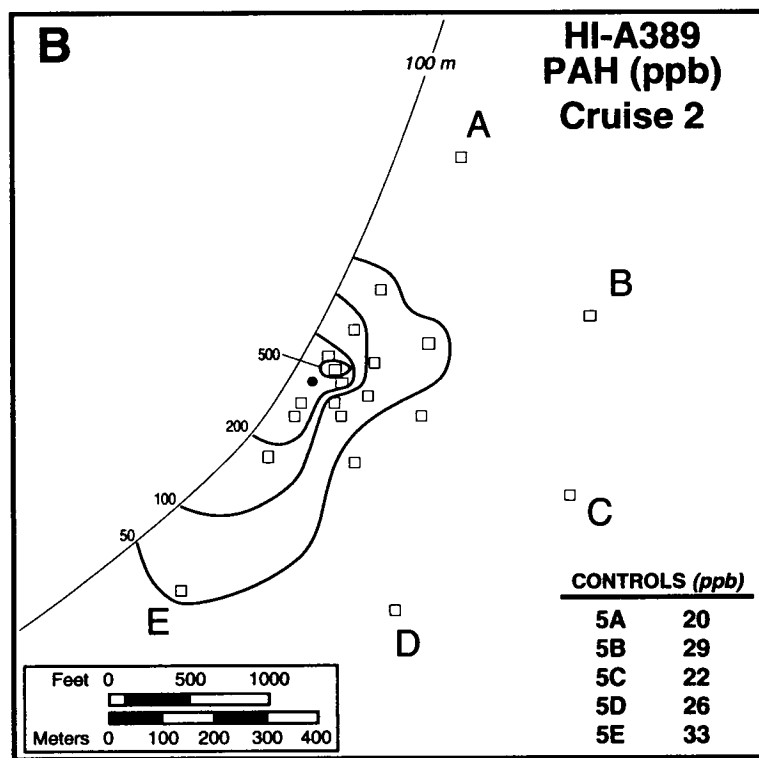 B
HI-A389
PAH (ppb)
Cruise 2
100 m
A
B
500
200
100
50
C
E
D
CONTROLS (ppb)
5A 20
5B 29
5C 22
5D 26
5E 33
Feet 0 500 1000
Meters 0 100 200 300 400